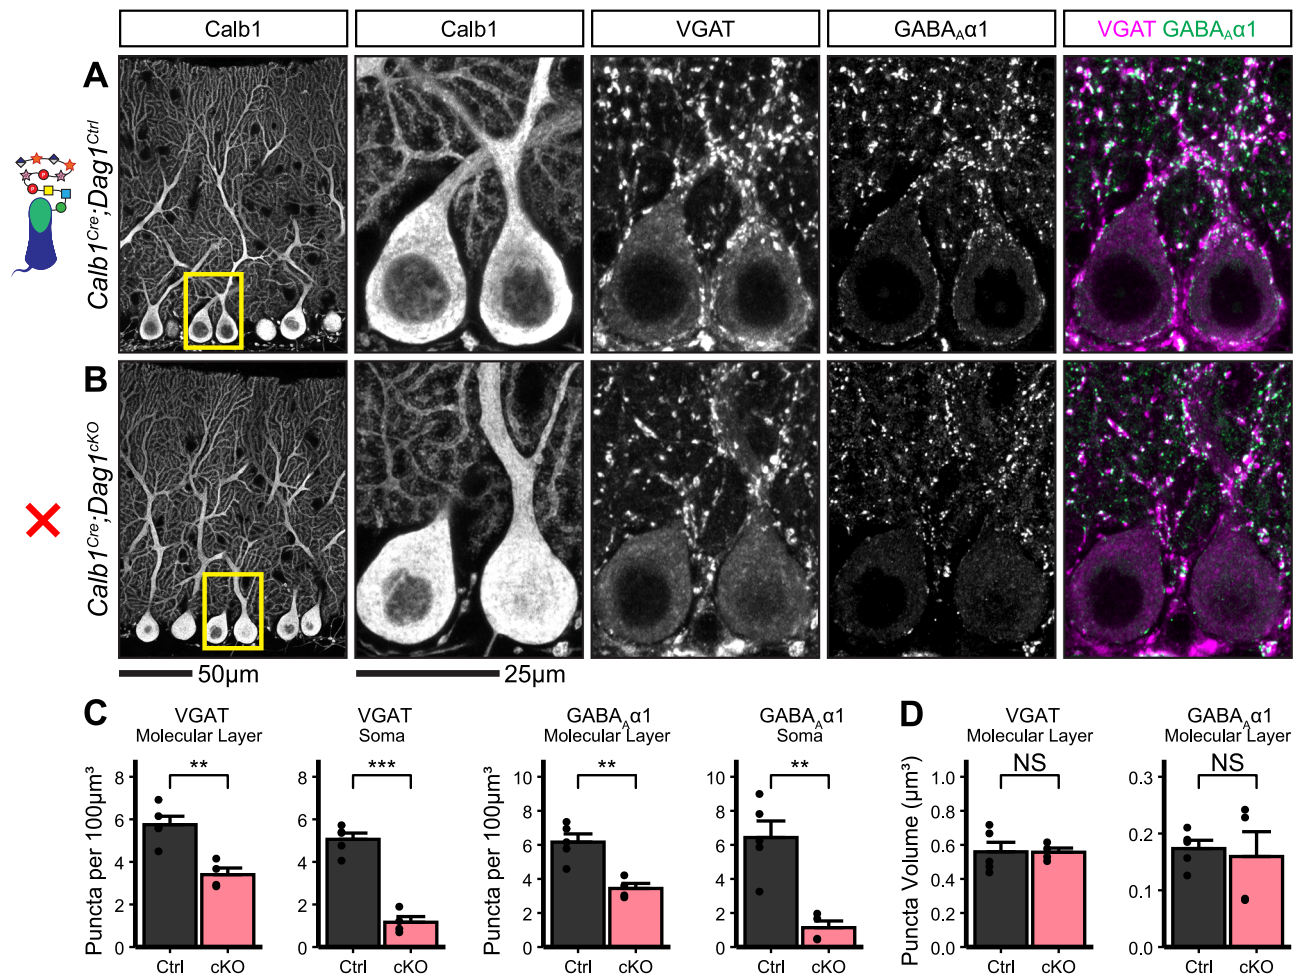 Calb1 Calb1 VGAT GABAAα1 VGAT GABAAα1
A
Calb1Cre;Dag1Ctrl
P
P
B
Calb1Cre;Dag1cKO
50µm 25µm
C
VGAT
Molecular Layer
VGAT
Soma
GABAAα1
Molecular Layer
GABAAα1
Soma
D
VGAT
Molecular Layer
GABAAα1
Molecular Layer
Puncta per 100µm³
8
6
4
2
0
**
Ctrl cKO
8
6
4
2
0
***
Ctrl cKO
Puncta per 100µm³
10
8
6
4
2
0
**
Ctrl cKO
10
8
6
4
2
0
**
Ctrl cKO
Puncta Volume (µm³)
1.0
0.8
0.6
0.4
0.2
0.0
NS
Ctrl cKO
0.3
0.2
0.1
0.0
NS
Ctrl cKO